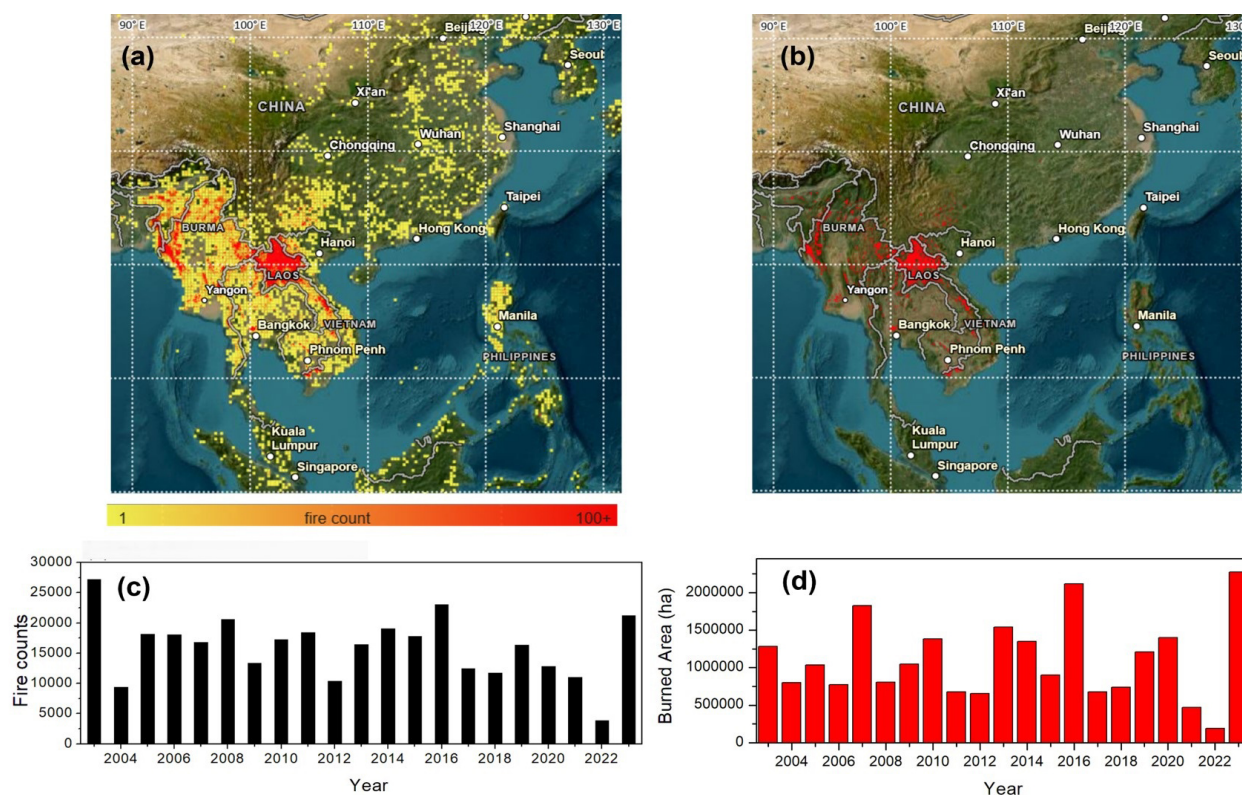 90° E 100° E 110° E 120° E 130° E
(a)
Beijing
Seoul
Xi'an
CHINA
Shanghai
Wuhan
Chongqing
Taipei
BURMA
Hanoi
Hong Kong
LAOS
Yangon
Manila
Bangkok
VIETNAM
Phnom Penh
PHILIPPINES
Kuala
Lumpur
Singapore
1 fire count 100+
90° E 100° E 110° E 120° E 130° E
(b)
Beijing
Seoul
Xi'an
CHINA
Shanghai
Wuhan
Chongqing
Taipei
BURMA
Hanoi
Hong Kong
LAOS
Yangon
Manila
Bangkok
VIETNAM
Phnom Penh
PHILIPPINES
Kuala
Lumpur
Singapore
(c)
Fire counts
30000
25000
20000
15000
10000
5000
0
2004 2006 2008 2010 2012 2014 2016 2018 2020 2022
Year
(d)
Burned Area (ha)
2000000
1500000
1000000
500000
0
2004 2006 2008 2010 2012 2014 2016 2018 2020 2022
Year